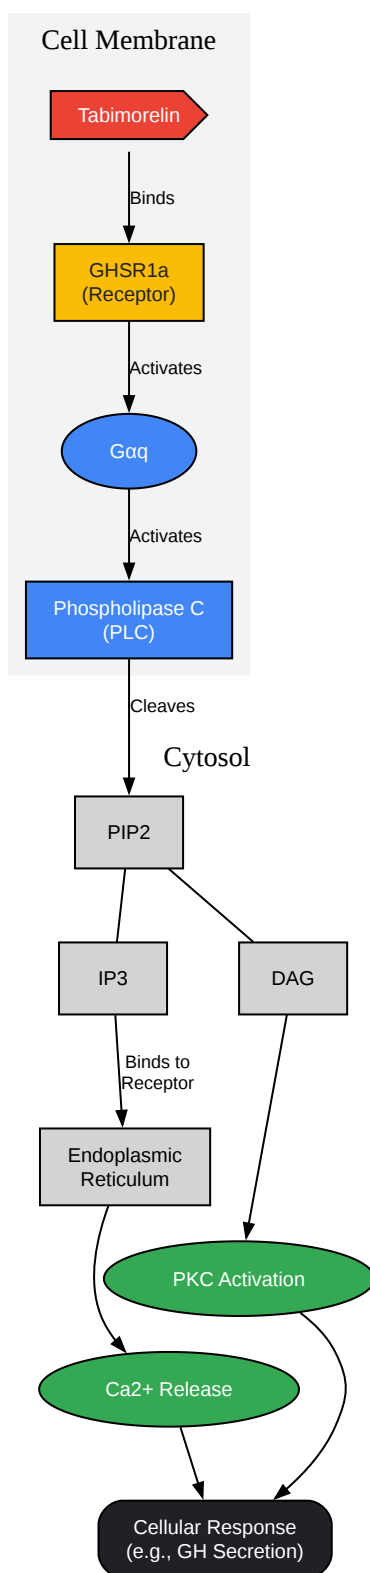 Cell Membrane
Tabimorelin
Binds
GHSR1a
(Receptor)
Activates
Gαq
Activates
Phospholipase C
(PLC)
Cleaves
Cytosol
PIP2
IP3
DAG
Binds to
Receptor
Endoplasmic
Reticulum
PKC Activation
Ca2+ Release
Cellular Response
(e.g., GH Secretion)